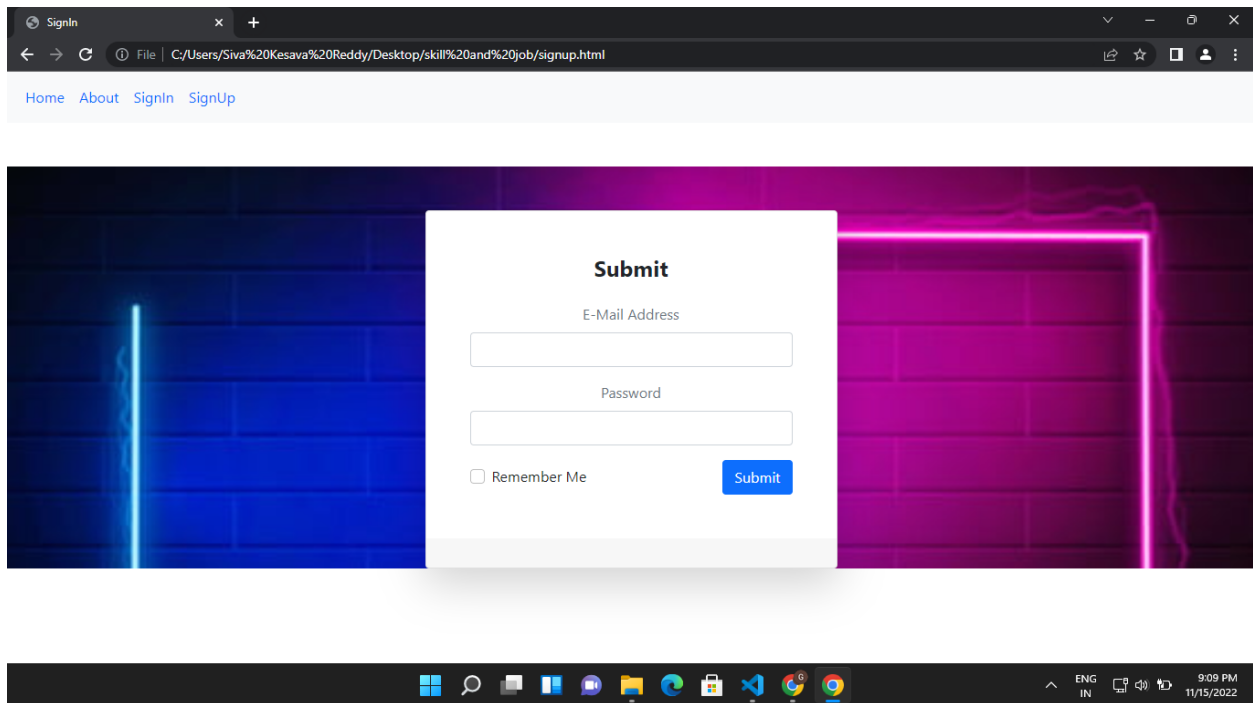 SignIn
File C:/Users/Siva%20Kesava%20Reddy/Desktop/skill%20and%20job/signup.html
Home About SignIn SignUp
Submit
E-Mail Address
Password
Remember Me Submit
ENG 9:09 PM
IN 11/15/2022